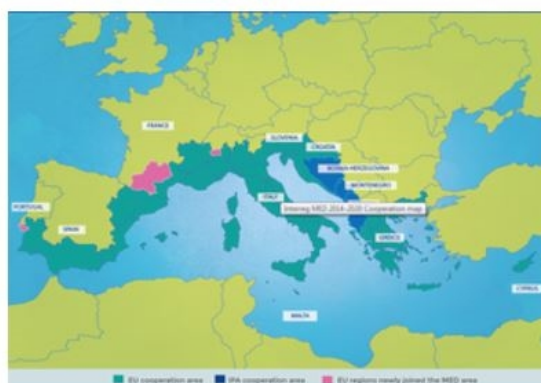 SLOVENIA
CROATIA
FRANCE
BOSNIA-HERZEGOVINA
MONTENEGRO
PORTUGAL
SPAIN
ITALY
Interreg MED 2014-2020 Cooperation map
GREECE
CYPRUS
MALTA
EU cooperation area IPA cooperation area EU regions newly joined the MED area